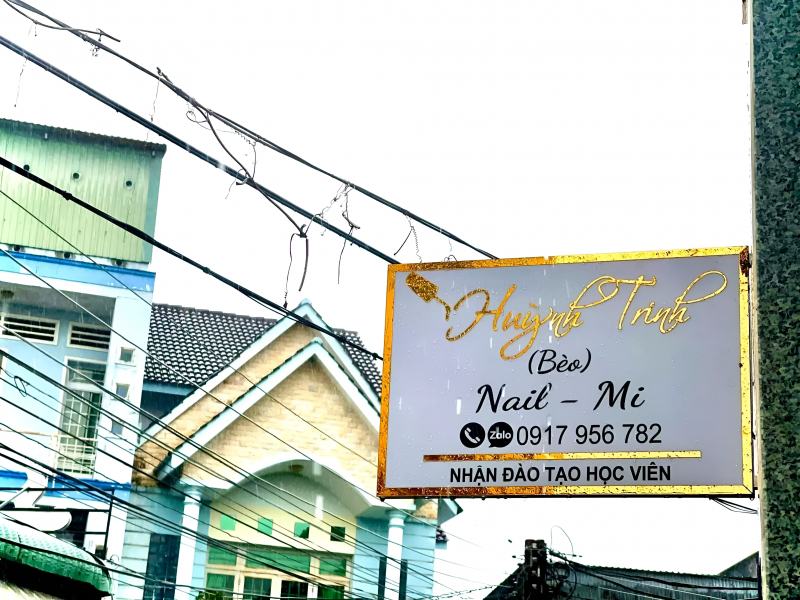 Huỳnh Trinh
(Bèo)
Nail - Mi
Zalo 0917 956 782
NHẬN ĐÀO TẠO HỌC VIÊN